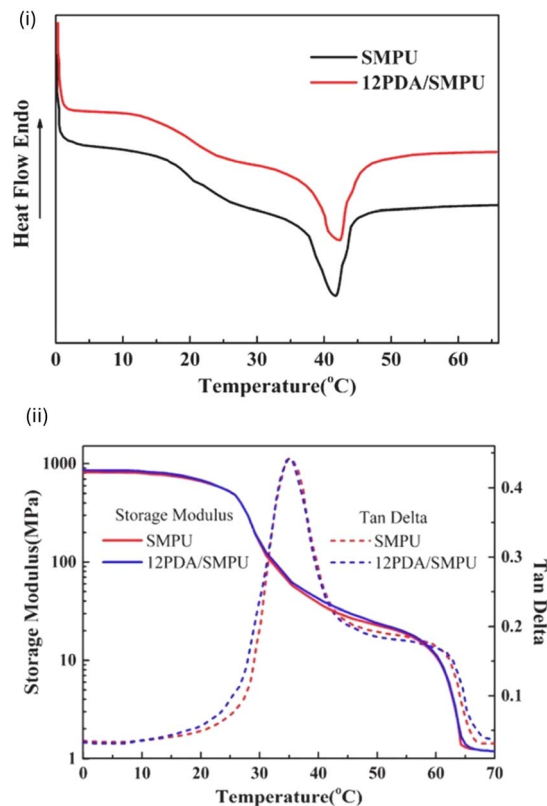 (i)
SMPU
12PDA/SMPU
Heat Flow Endo
0 10 20 30 40 50 60
Temperature(°C)
(ii)
1000
100
10
1
0.4
0.3
0.2
0.1
Storage Modulus(MPa)
Tan Delta
Storage Modulus
SMPU
12PDA/SMPU
Tan Delta
SMPU
12PDA/SMPU
0 10 20 30 40 50 60 70
Temperature(°C)